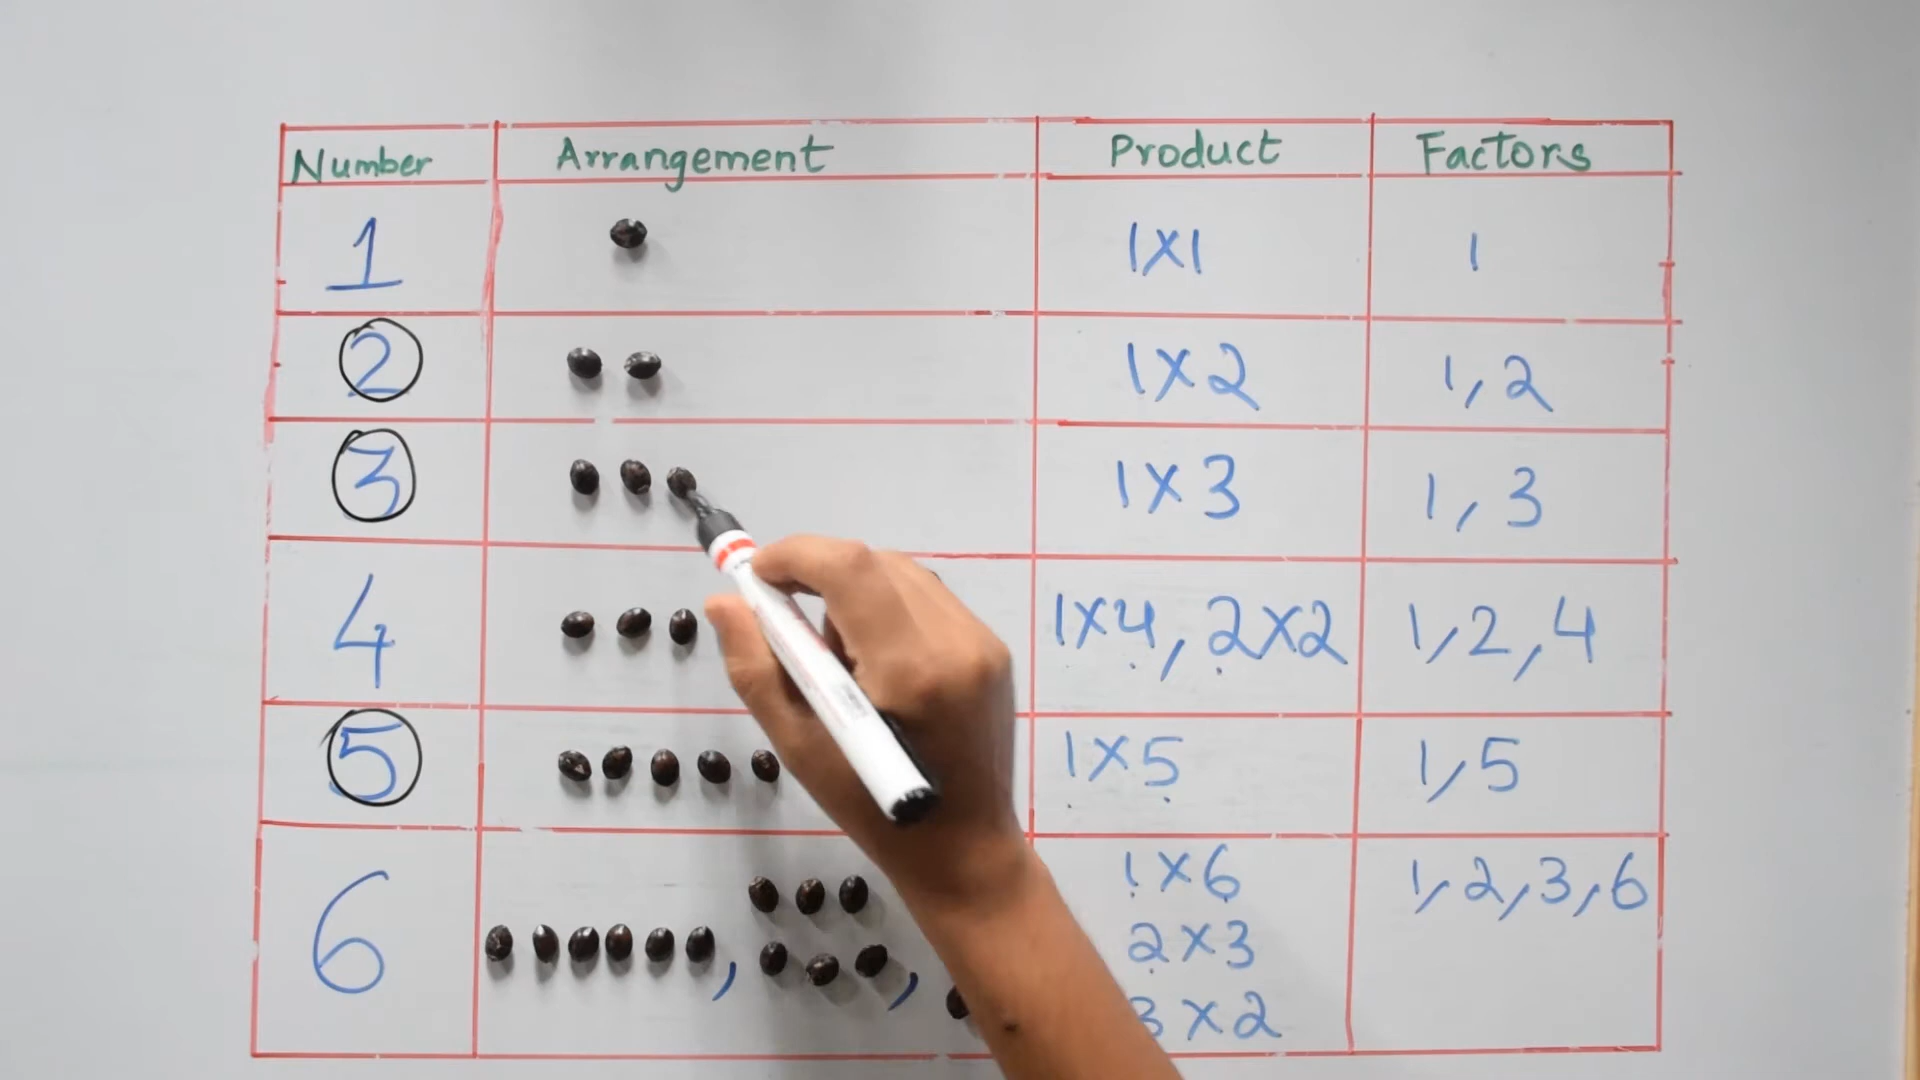 Number Arrangement Product Factors
1 1x1 1
2 1x2 1,2
3 1x3 1,3
4 1x4, 2x2 1,2,4
5 1x5 1,5
6 , , 1x6 1,2,3,6
2x3
3x2